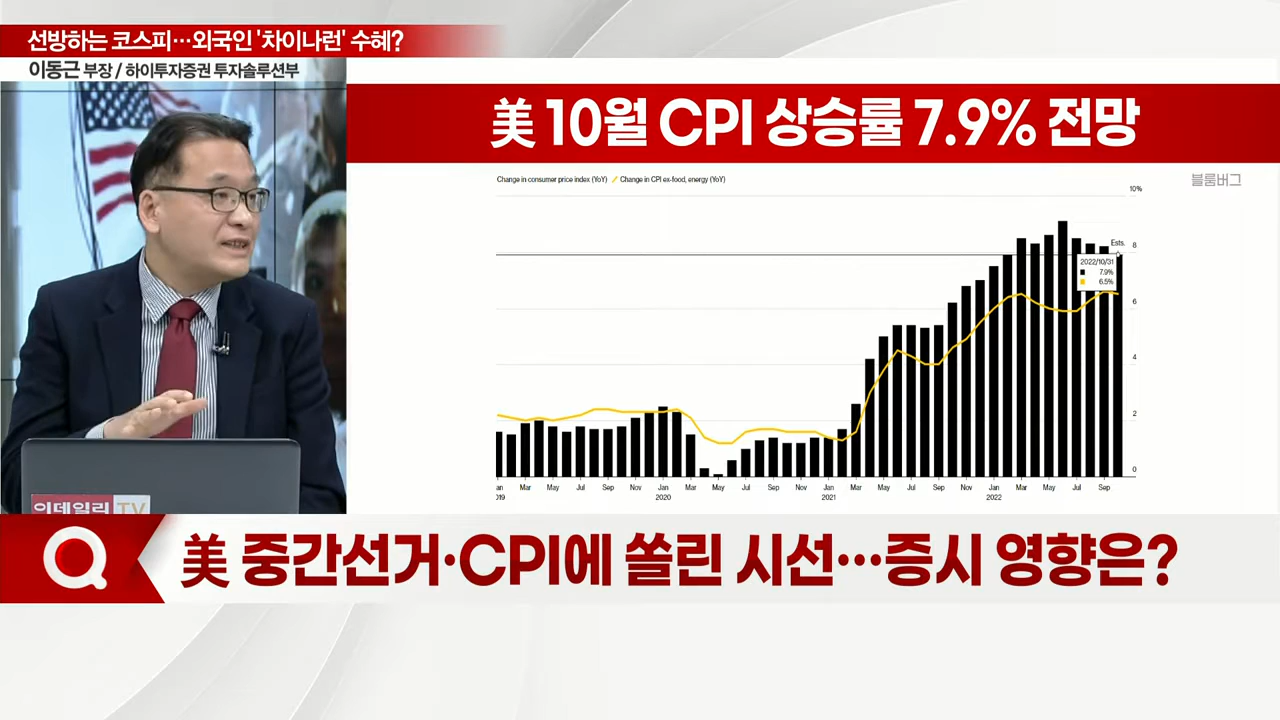 선방하는 코스피…외국인 '차이나런' 수혜?
이동근 부장 / 하이투자증권 투자솔루션부
美 10월 CPI 상승률 7.9% 전망
Change in consumer price index (YoY) Change in CPI ex-food, energy (YoY)
블룸버그
10%
Ests.
8
2022/10/31
7.9%
6.5%
6
4
2
0
an Mar May Jul Sep Nov Jan Mar May Jul Sep Nov Jan Mar May Jul Sep Nov Jan Mar May Jul Sep
019 2020 2021 2022
이데일리 TV
美 중간선거·CPI에 쏠린 시선…증시 영향은?